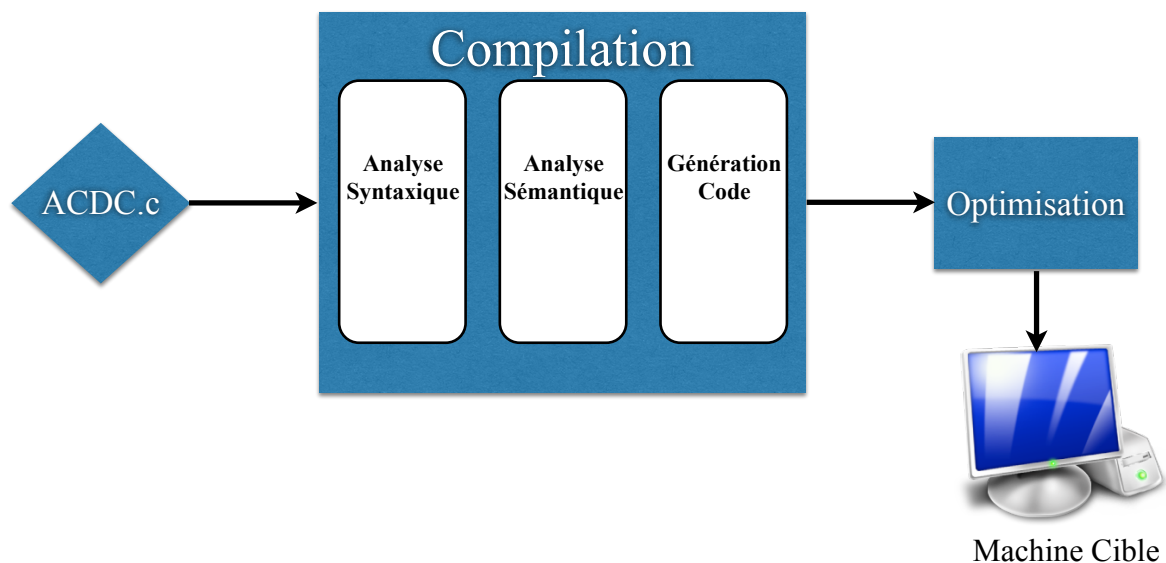 Compilation
ACDC.c
Analyse
Syntaxique
Analyse
Sémantique
Génération
Code
Optimisation
Machine Cible